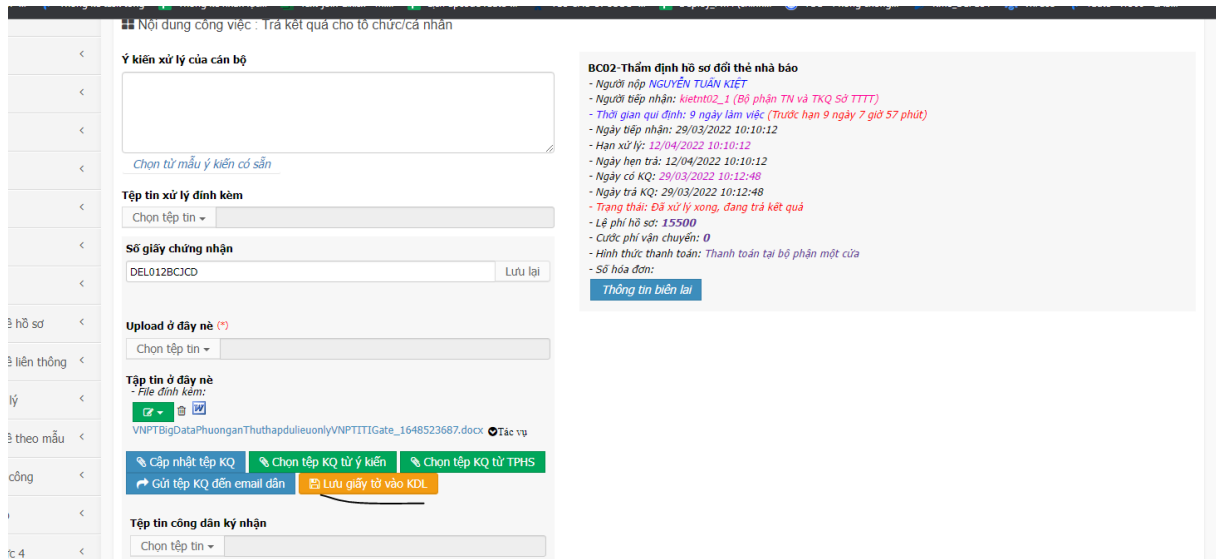 Nội dung công việc : Trả kết quả cho tổ chức/cá nhân
Ý kiến xử lý của cán bộ
Chọn từ mẫu ý kiến có sẵn
Tệp tin xử lý đính kèm
Chọn tệp tin
Số giấy chứng nhận
DEL012BCJCD Lưu lại
Upload ở đây nè (*)
Chọn tệp tin
Tập tin ở đây nè
- File đính kèm:
VNPTBigDataPhuonganThuthapdulieuonlyVNPTITIGate_1648523687.docx Tác vụ
Cập nhật tệp KQ Chọn tệp KQ từ ý kiến Chọn tệp KQ từ TPHS
Gửi tệp KQ đến email dân Lưu giấy tờ vào KDL
Tệp tin công dân ký nhận
Chọn tệp tin
BC02-Thẩm định hồ sơ đổi thẻ nhà báo
- Người nộp NGUYỄN TUẤN KIỆT
- Người tiếp nhận: kietnt02_1 (Bộ phận TN và TKQ Sở TTTT)
- Thời gian qui định: 9 ngày làm việc (Trước hạn 9 ngày 7 giờ 57 phút)
- Ngày tiếp nhận: 29/03/2022 10:10:12
- Hạn xử lý: 12/04/2022 10:10:12
- Ngày hẹn trả: 12/04/2022 10:10:12
- Ngày có KQ: 29/03/2022 10:12:48
- Ngày trả KQ: 29/03/2022 10:12:48
- Trạng thái: Đã xử lý xong, đang trả kết quả
- Lệ phí hồ sơ: 15500
- Cước phí vận chuyển: 0
- Hình thức thanh toán: Thanh toán tại bộ phận một cửa
- Số hóa đơn:
Thông tin biên lai
hồ sơ
liên thông
lý
theo mẫu
công
4